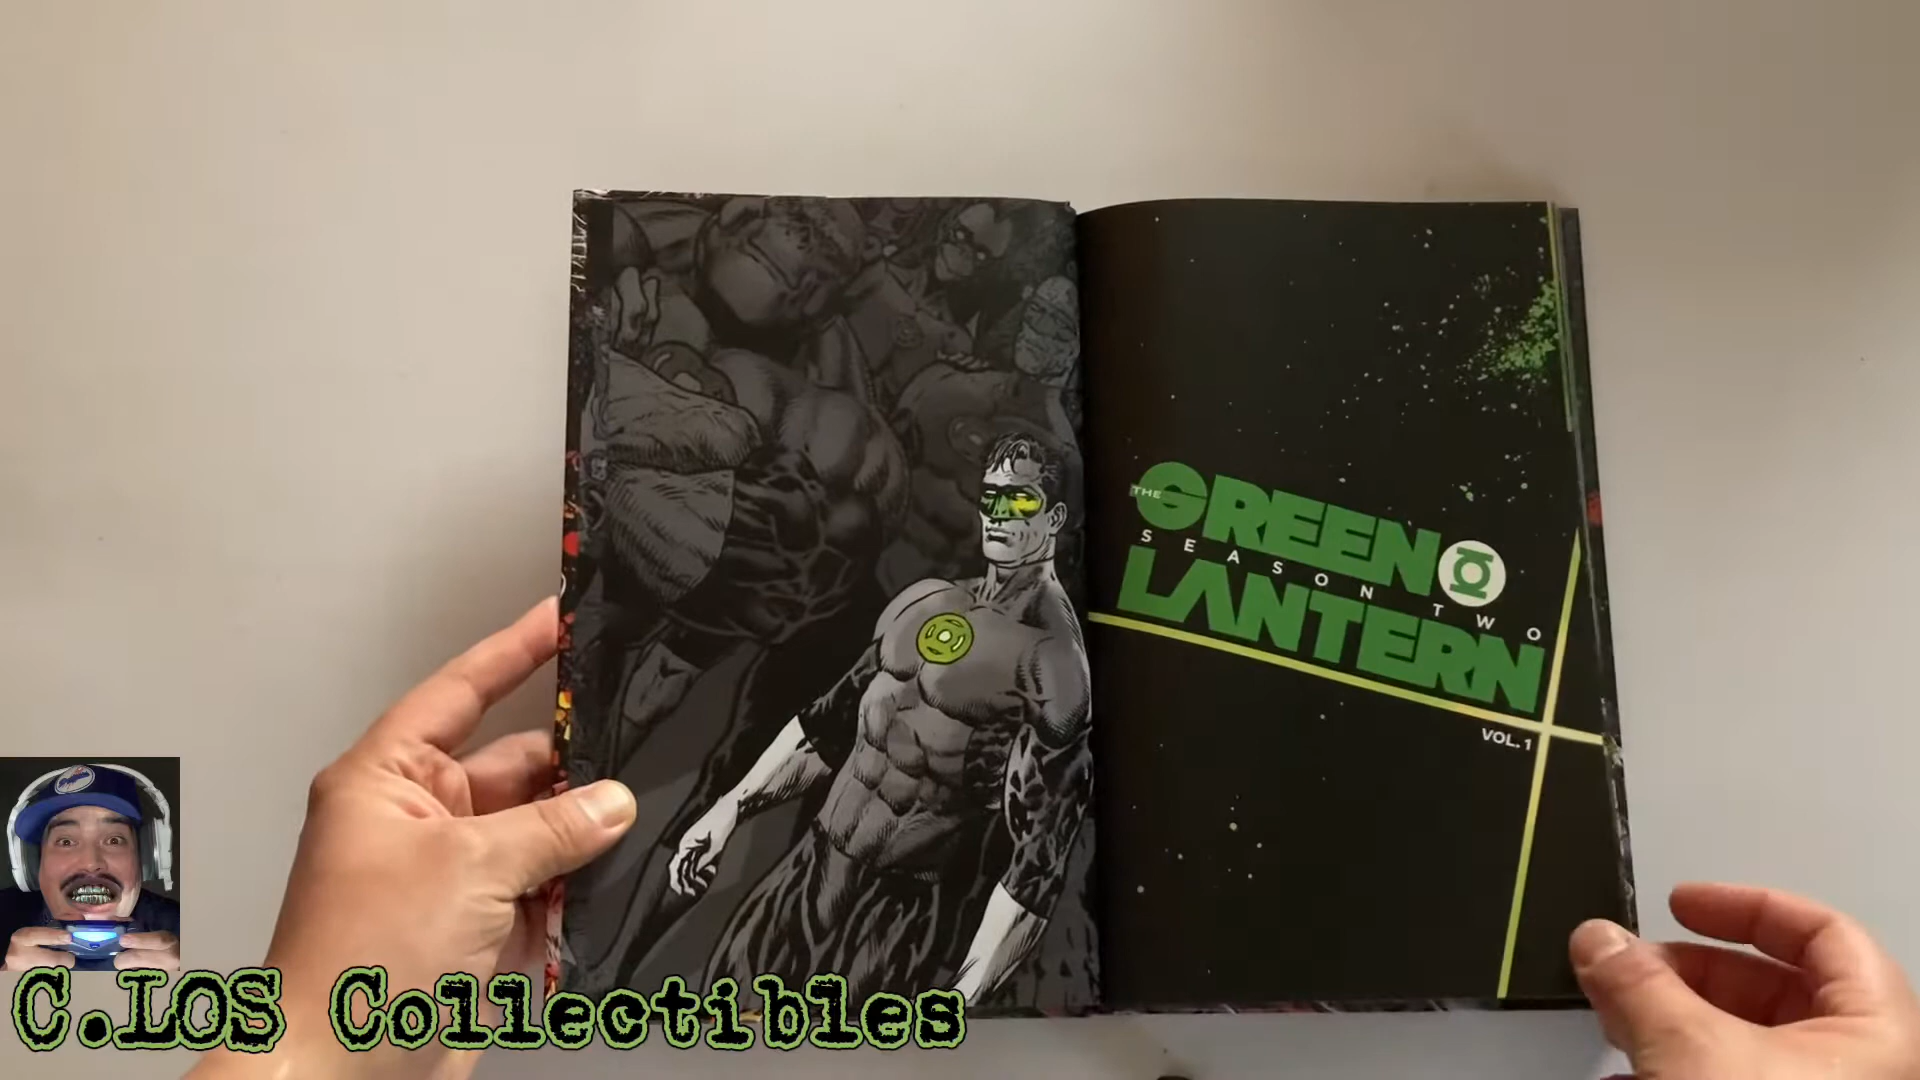 THE
GREEN
SEASON TWO
LANTERN
VOL. 1
C.LOS Collectibles